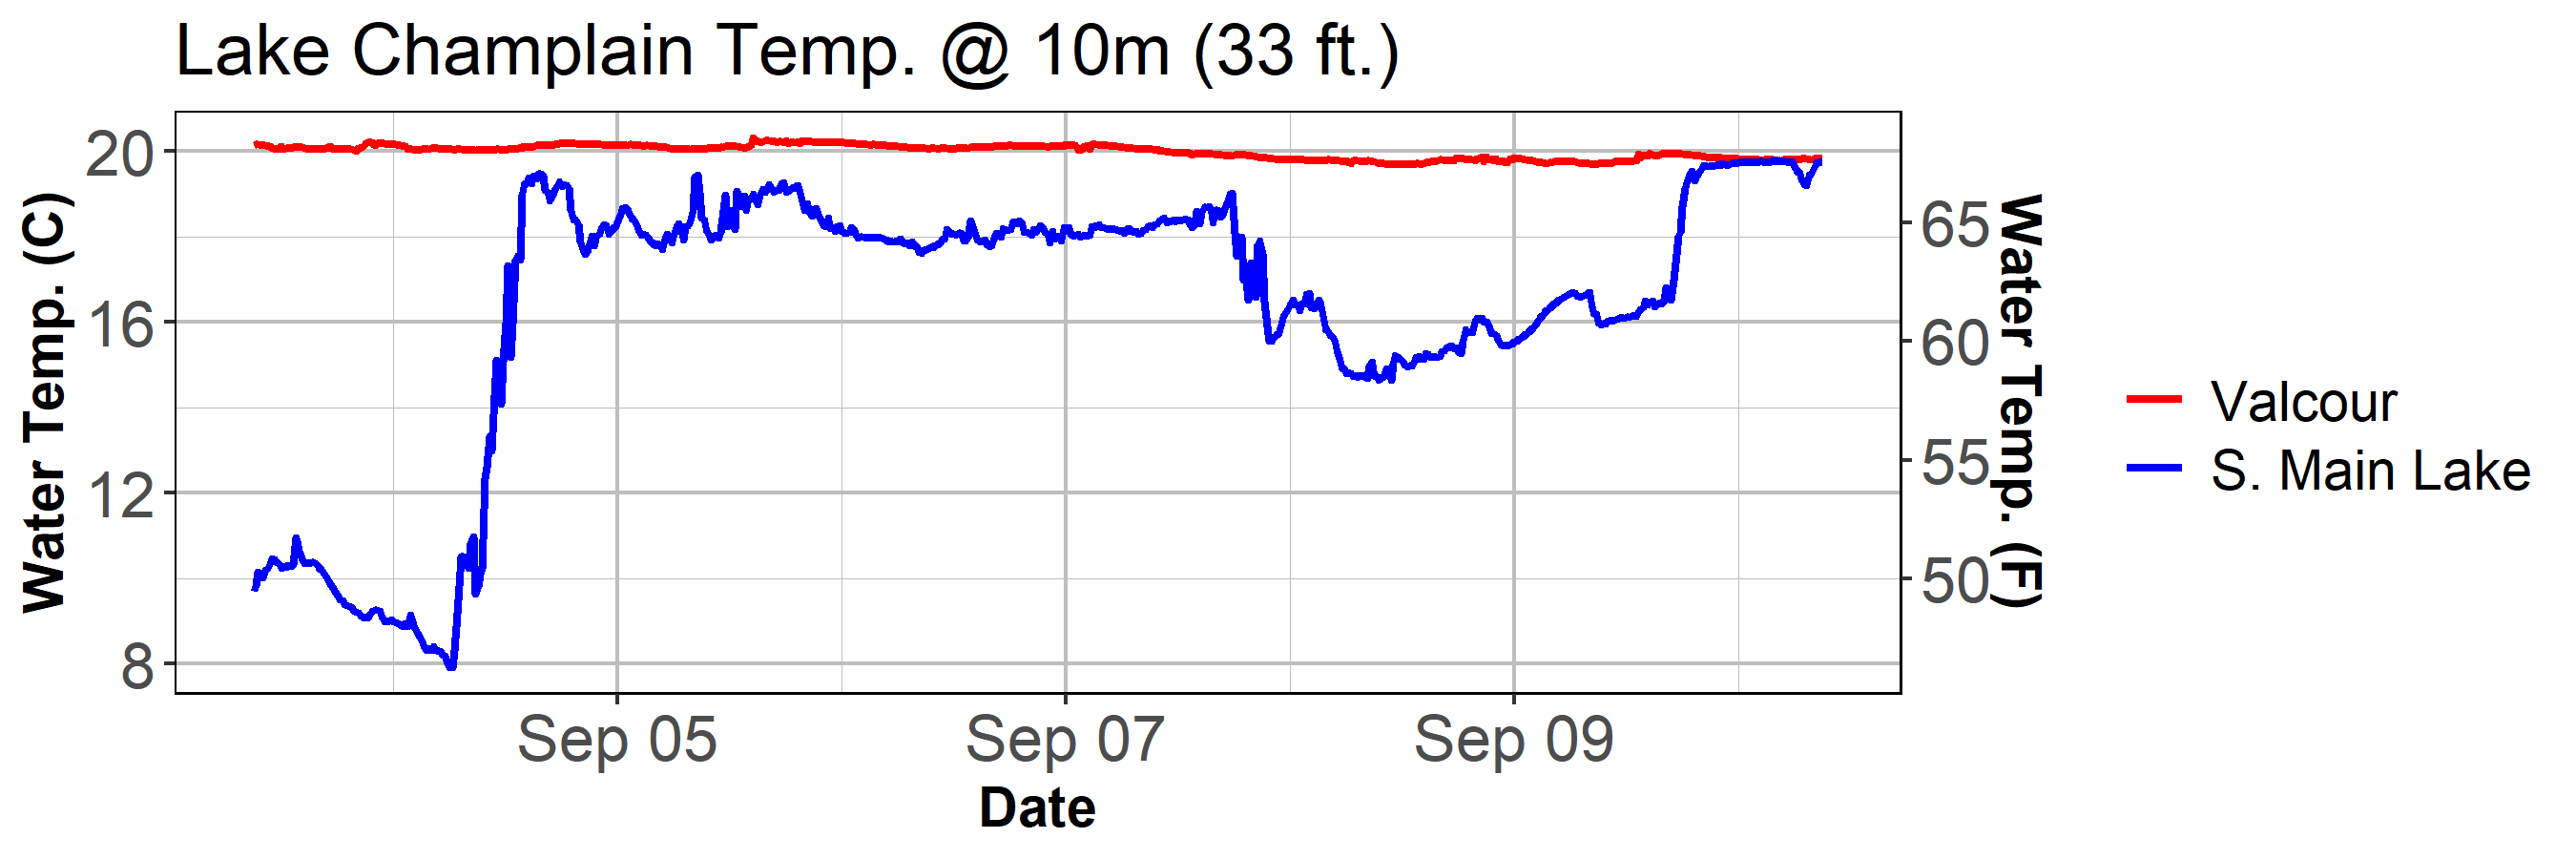 Lake Champlain Temp. @ 10m (33 ft.)
Water Temp. (C)
20
16
12
8
65
60
55
50
Water Temp. (F)
Sep 05
Sep 07
Sep 09
Date
Valcour
S. Main Lake